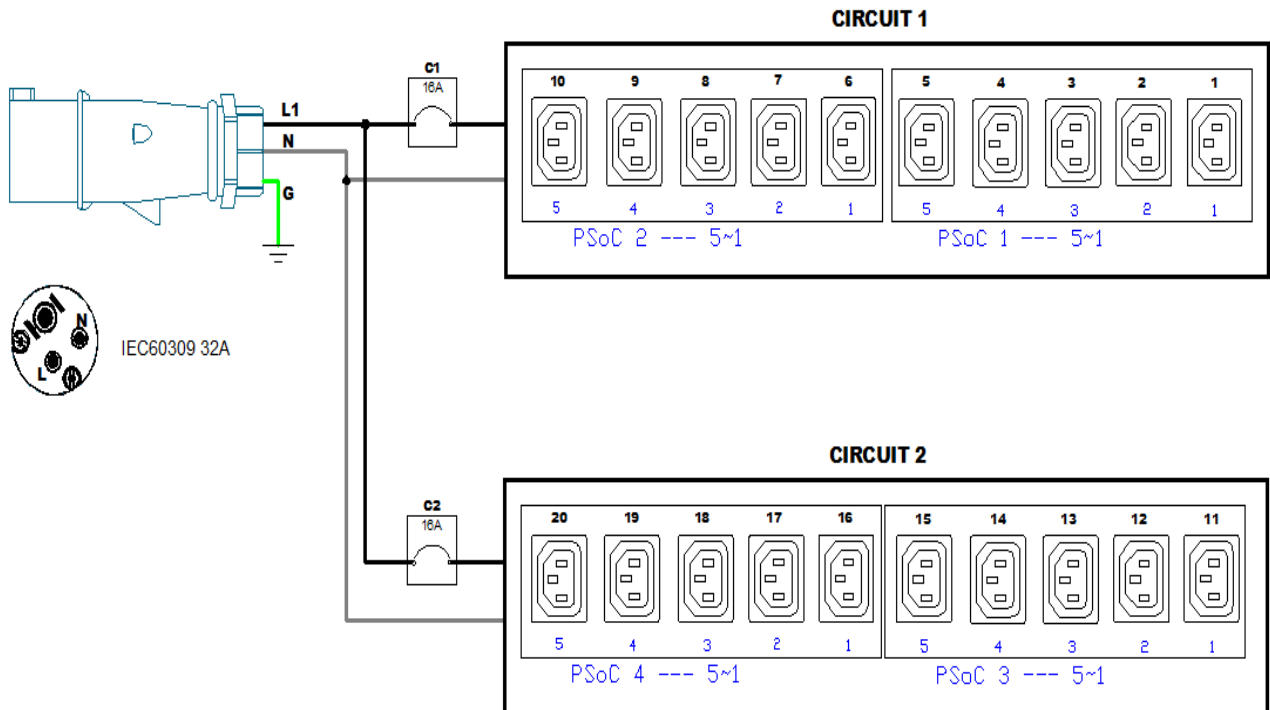 CIRCUIT 1
C1
16A
10 9 8 7 6 5 4 3 2 1
L1
N
G
5 4 3 2 1 5 4 3 2 1
PSoC 2 --- 5~1 PSoC 1 --- 5~1
N
L
IEC60309 32A
CIRCUIT 2
C2
16A
20 19 18 17 16 15 14 13 12 11
5 4 3 2 1 5 4 3 2 1
PSoC 4 --- 5~1 PSoC 3 --- 5~1